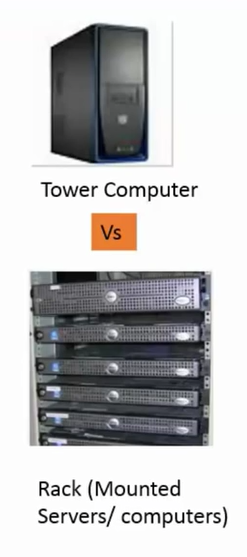 Tower Computer
Vs
Rack (Mounted
Servers/ computers)